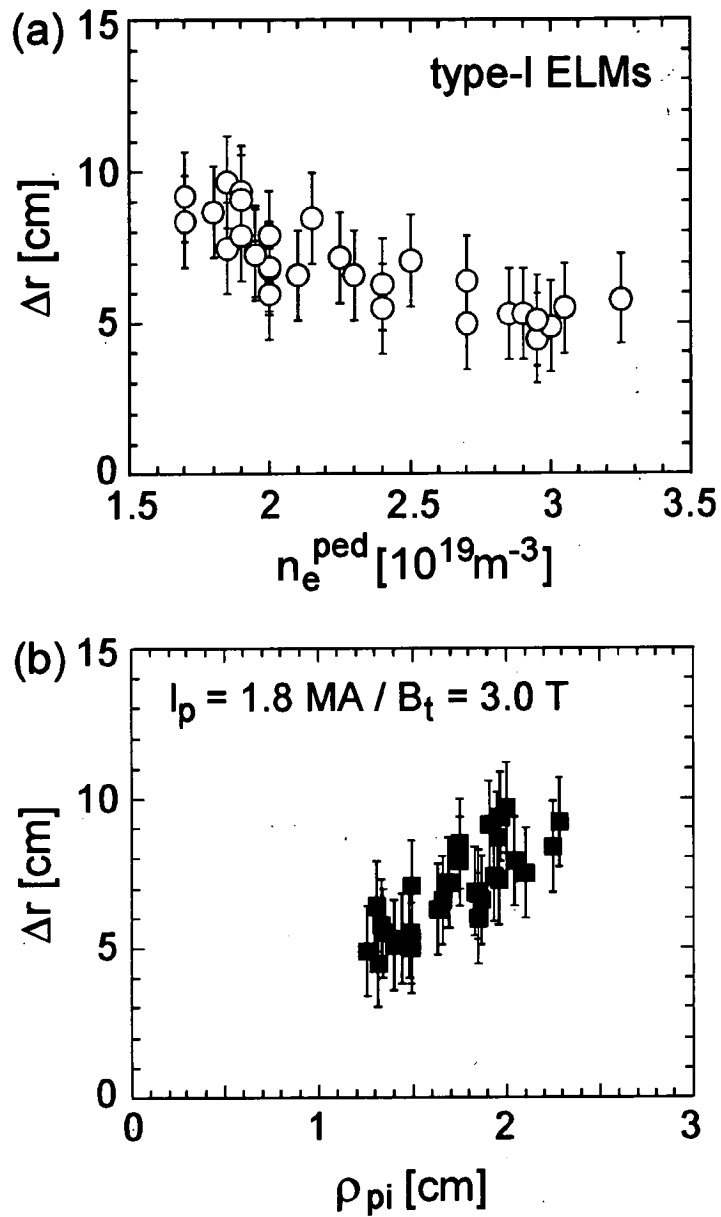 (a)
15
type-I ELMs
10
Δr [cm]
5
0
1.5 2 2.5 3 3.5
n_e^ped [10^19 m^-3]
(b)
15
I_p = 1.8 MA / B_t = 3.0 T
10
Δr [cm]
5
0
0 1 2 3
ρ_pi [cm]